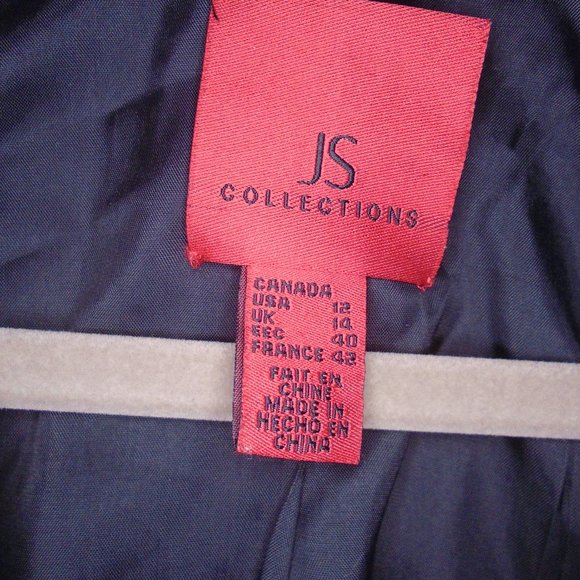 JS
COLLECTIONS
CANADA
USA 12
UK 14
EEC 40
FRANCE 42
FAIT EN
CHINE
MADE IN
HECHO EN
CHINA